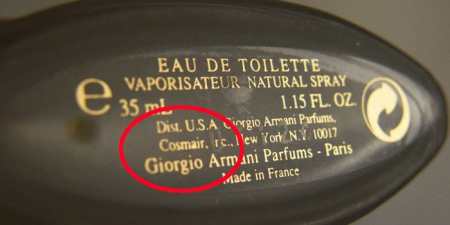 EAU DE TOILETTE
VAPORISATEUR NATURAL SPRAY
e 35 mL 1.15 FL. OZ.
Dist. U.S.A Giorgio Armani Parfums,
Cosmair, New York, N.Y. 10017
Giorgio Armani Parfums - Paris
Made in France